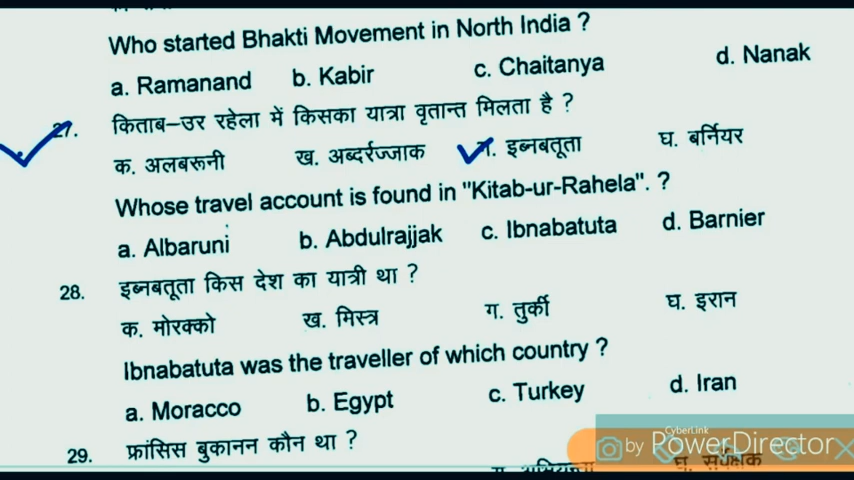 Who started Bhakti Movement in North India ?
a. Ramanand b. Kabir c. Chaitanya d. Nanak
27. किताब–उर रहेला में किसका यात्रा वृतान्त मिलता है ?
क. अलबरूनी ख. अब्दर्रज्जाक ग. इब्नबतूता घ. बर्नियर
Whose travel account is found in "Kitab-ur-Rahela". ?
a. Albaruni b. Abdulrajjak c. Ibnabatuta d. Barnier
28. इब्नबतूता किस देश का यात्री था ?
क. मोरक्को ख. मिस्त्र ग. तुर्की घ. इरान
Ibnabatuta was the traveller of which country ?
a. Moracco b. Egypt c. Turkey d. Iran
29. फ्रांसिस बुकानन कौन था ?
CyberLink
by PowerDirector